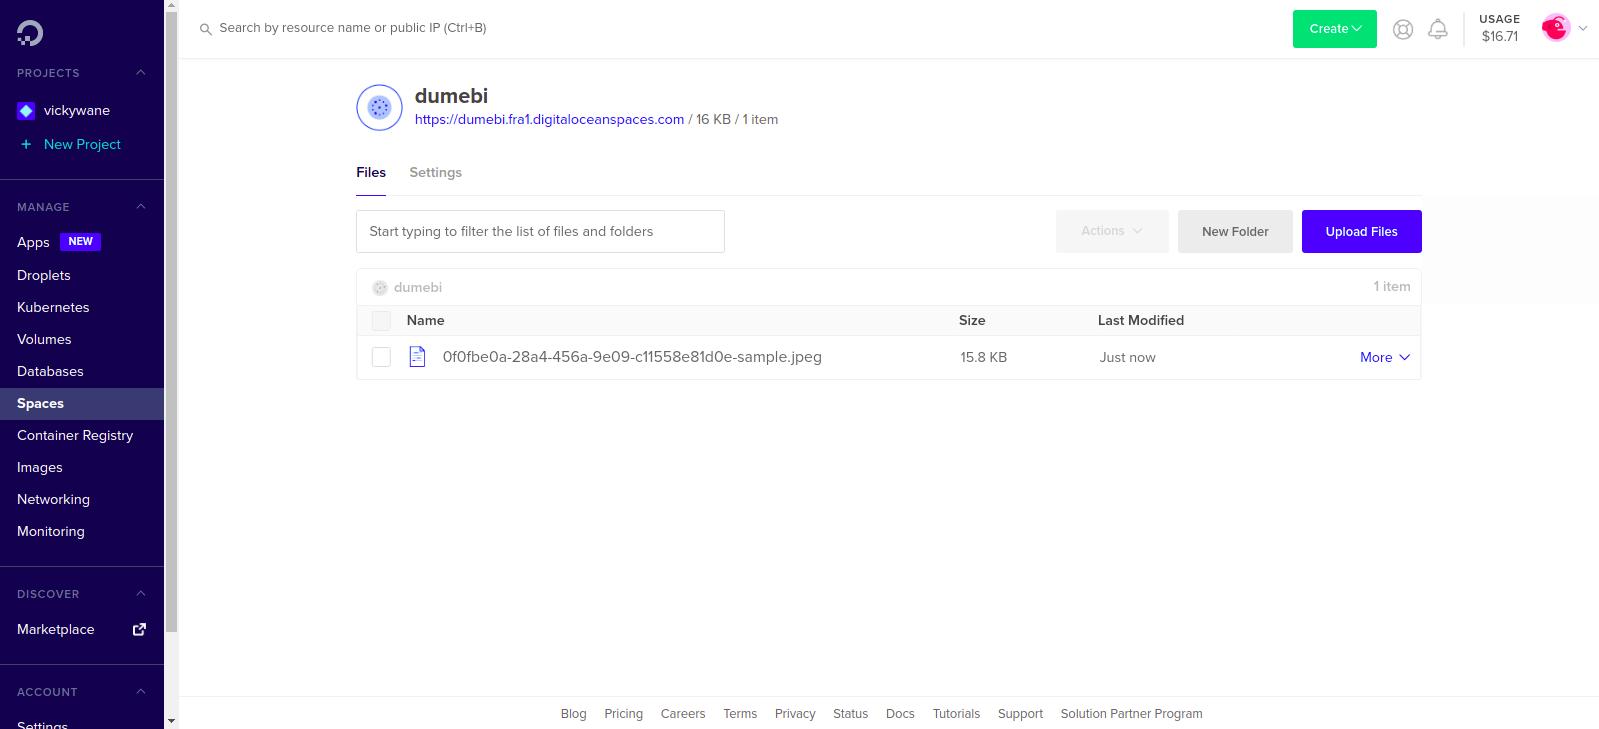 Search by resource name or public IP (Ctrl+B)
Create
USAGE
$16.71
PROJECTS
vickywane
+ New Project
MANAGE
Apps NEW
Droplets
Kubernetes
Volumes
Databases
Spaces
Container Registry
Images
Networking
Monitoring
DISCOVER
Marketplace
ACCOUNT
Settings
dumebi
https://dumebi.fra1.digitaloceanspaces.com / 16 KB / 1 item
Files Settings
Start typing to filter the list of files and folders
Actions New Folder Upload Files
dumebi 1 item
Name Size Last Modified
0f0fbe0a-28a4-456a-9e09-c11558e81d0e-sample.jpeg 15.8 KB Just now More
Blog Pricing Careers Terms Privacy Status Docs Tutorials Support Solution Partner Program